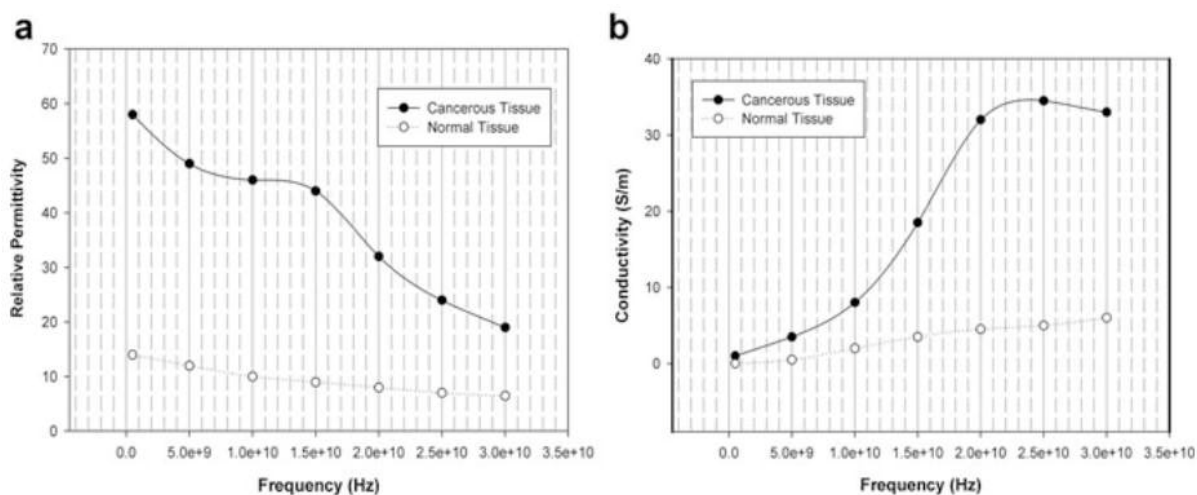 a
70
60
50
40
30
20
10
0
Relative Permittivity
Cancerous Tissue
Normal Tissue
0.0 5.0e+9 1.0e+10 1.5e+10 2.0e+10 2.5e+10 3.0e+10 3.5e+10
Frequency (Hz)
b
40
30
20
10
0
Conductivity (S/m)
Cancerous Tissue
Normal Tissue
0.0 5.0e+9 1.0e+10 1.5e+10 2.0e+10 2.5e+10 3.0e+10 3.5e+10
Frequency (Hz)